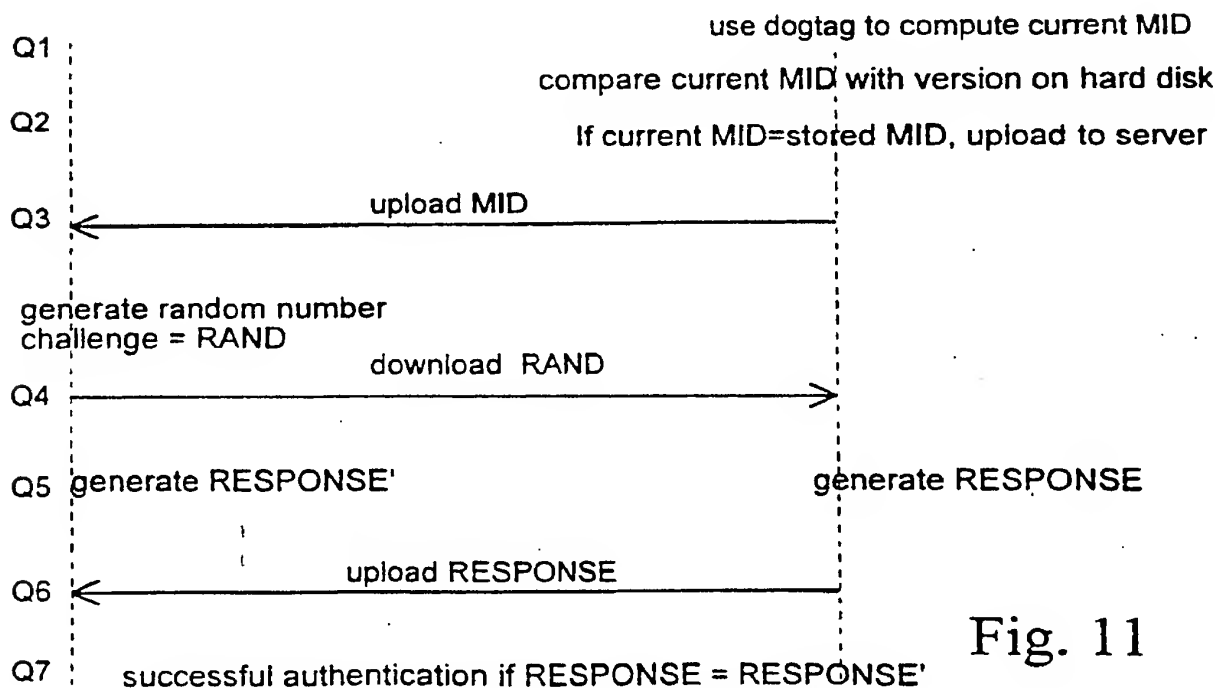 use dogtag to compute current MID
Q1
compare current MID with version on hard disk
Q2
If current MID=stored MID, upload to server
Q3
upload MID
generate random number
challenge = RAND
download RAND
Q4
Q5
generate RESPONSE'
generate RESPONSE
upload RESPONSE
Q6
Fig. 11
Q7
successful authentication if RESPONSE = RESPONSE'